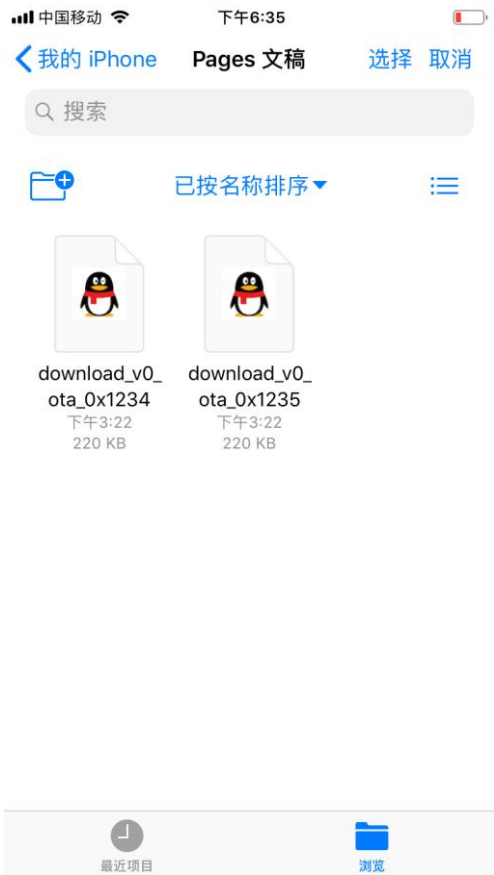 中国移动 下午6:35
我的 iPhone Pages 文稿 选择 取消
搜索
已按名称排序
download_v0_ download_v0_
ota_0x1234 ota_0x1235
下午3:22 下午3:22
220 KB 220 KB
最近项目 浏览